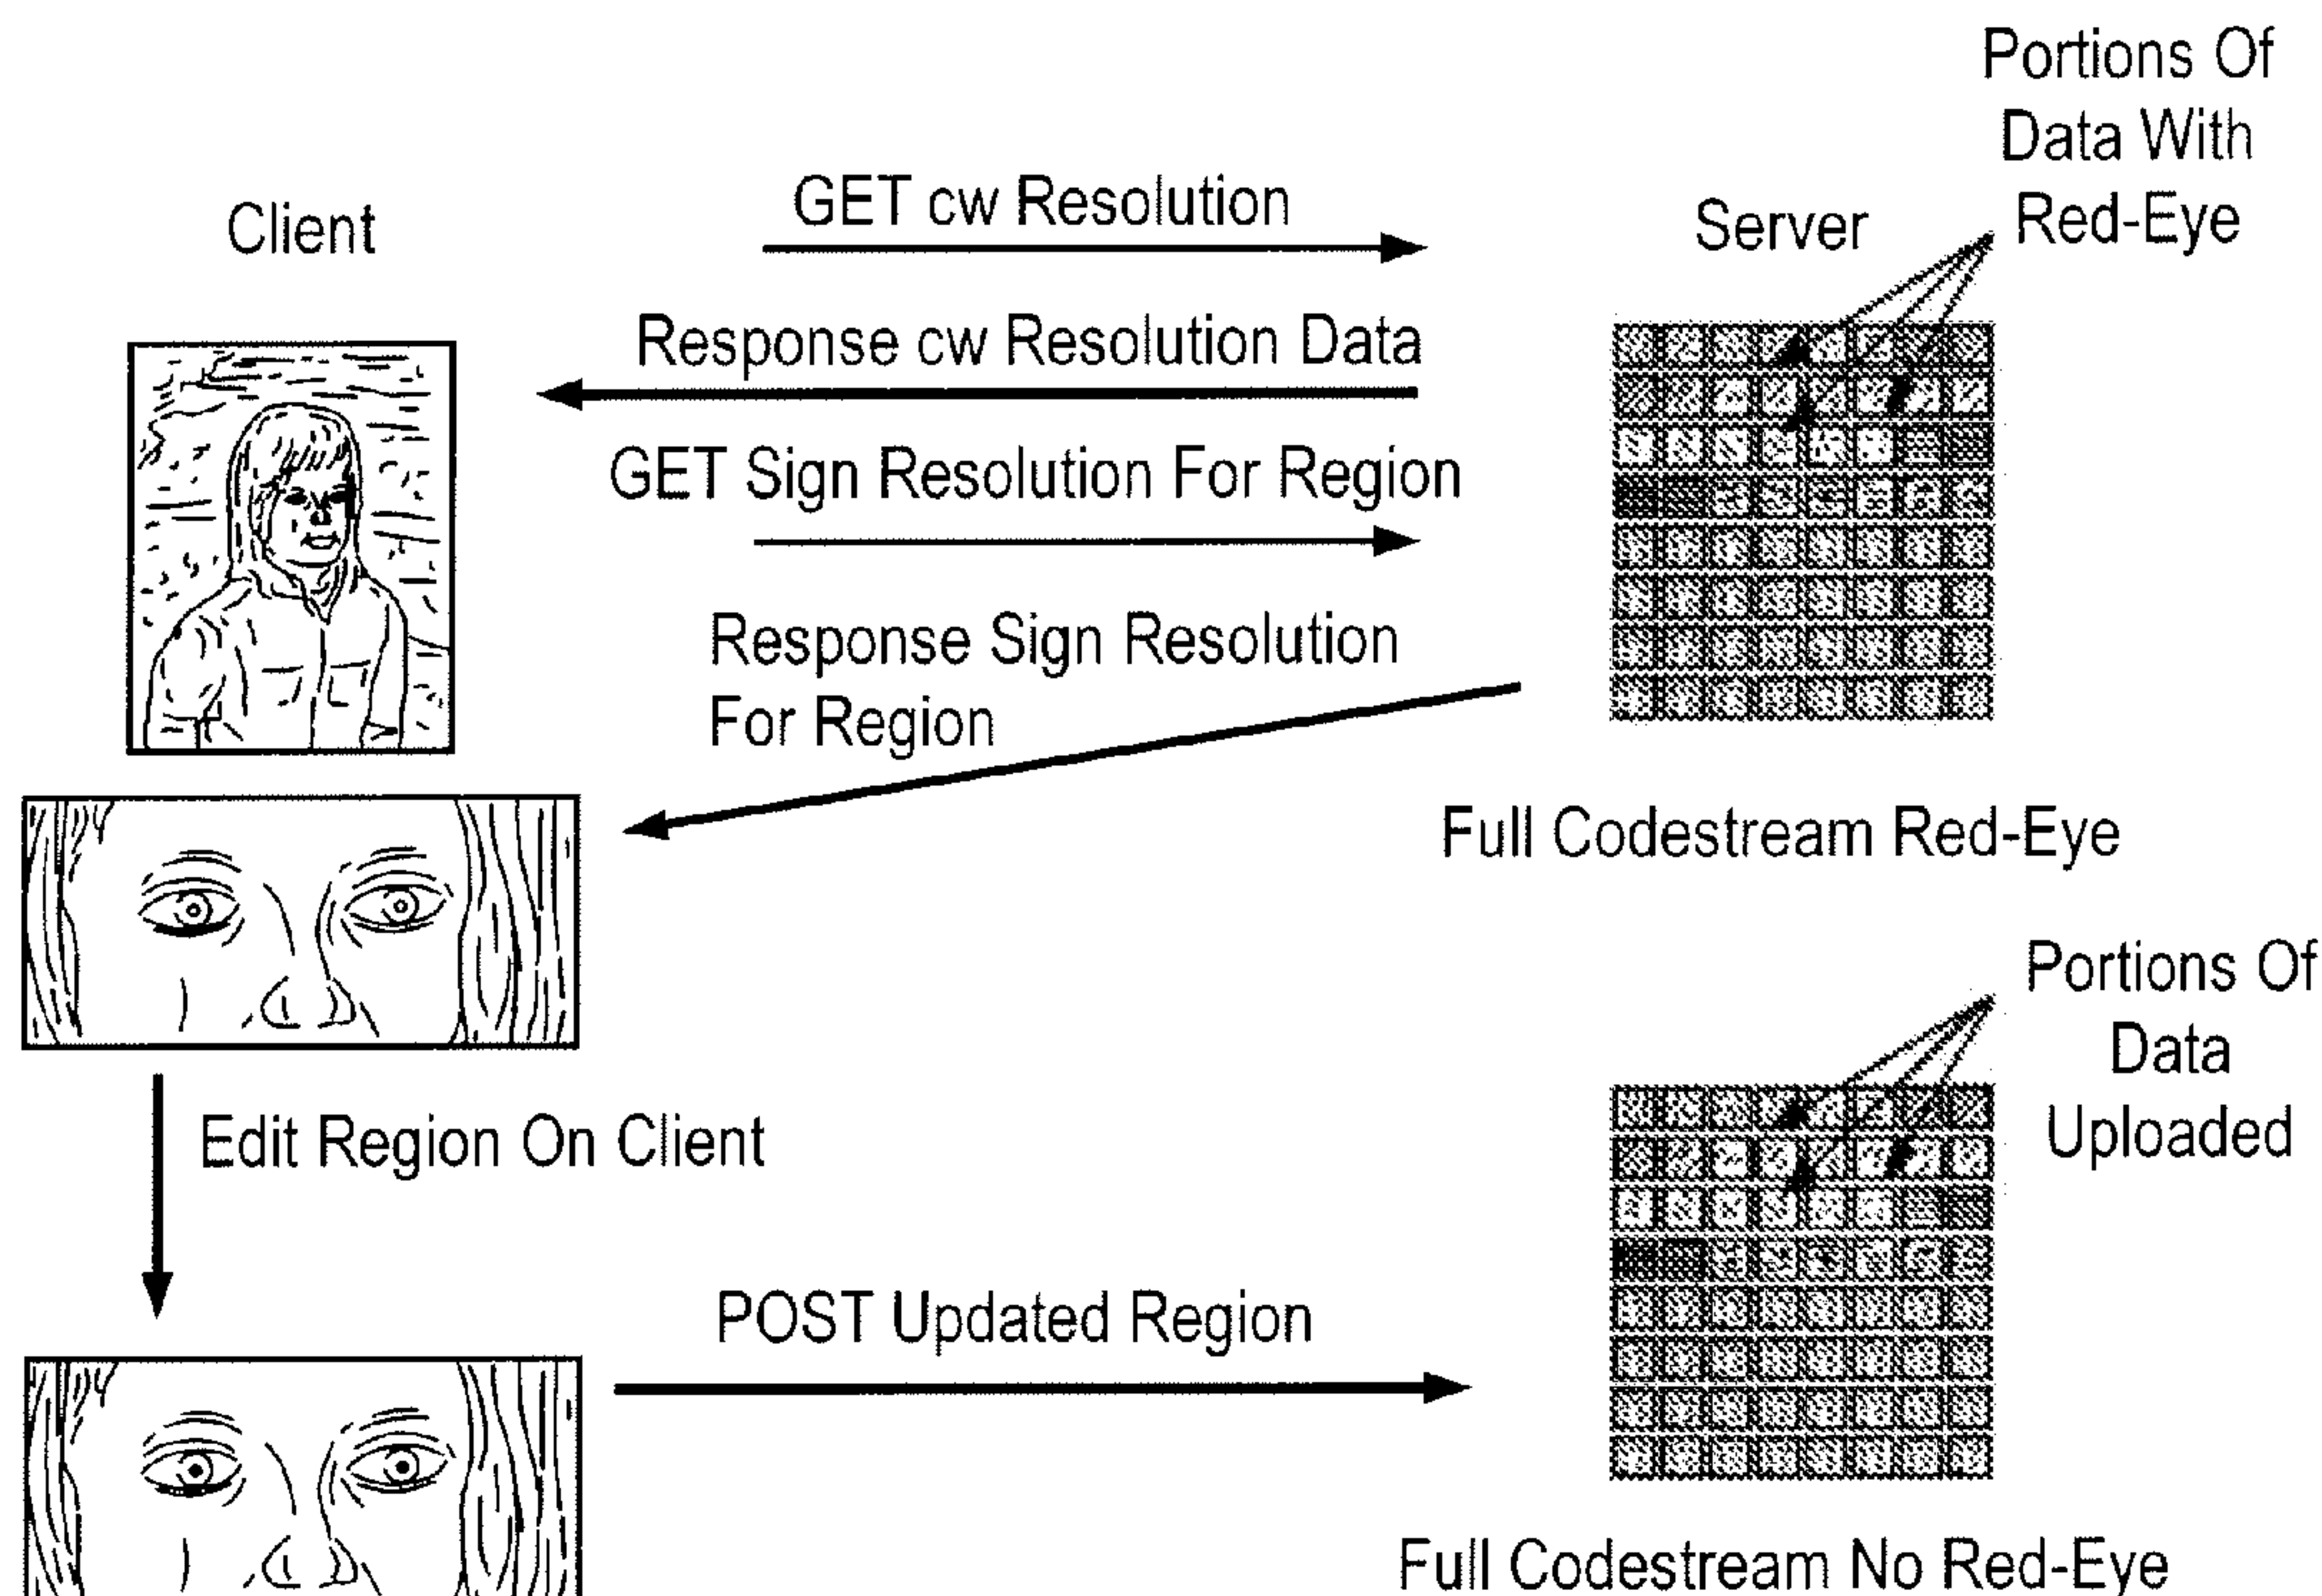 Portions Of
Data With
Red-Eye
Client
GET cw Resolution
Server
Response cw Resolution Data
GET Sign Resolution For Region
Response Sign Resolution
For Region
Full Codestream Red-Eye
Portions Of
Data
Uploaded
Edit Region On Client
POST Updated Region
Full Codestream No Red-Eye